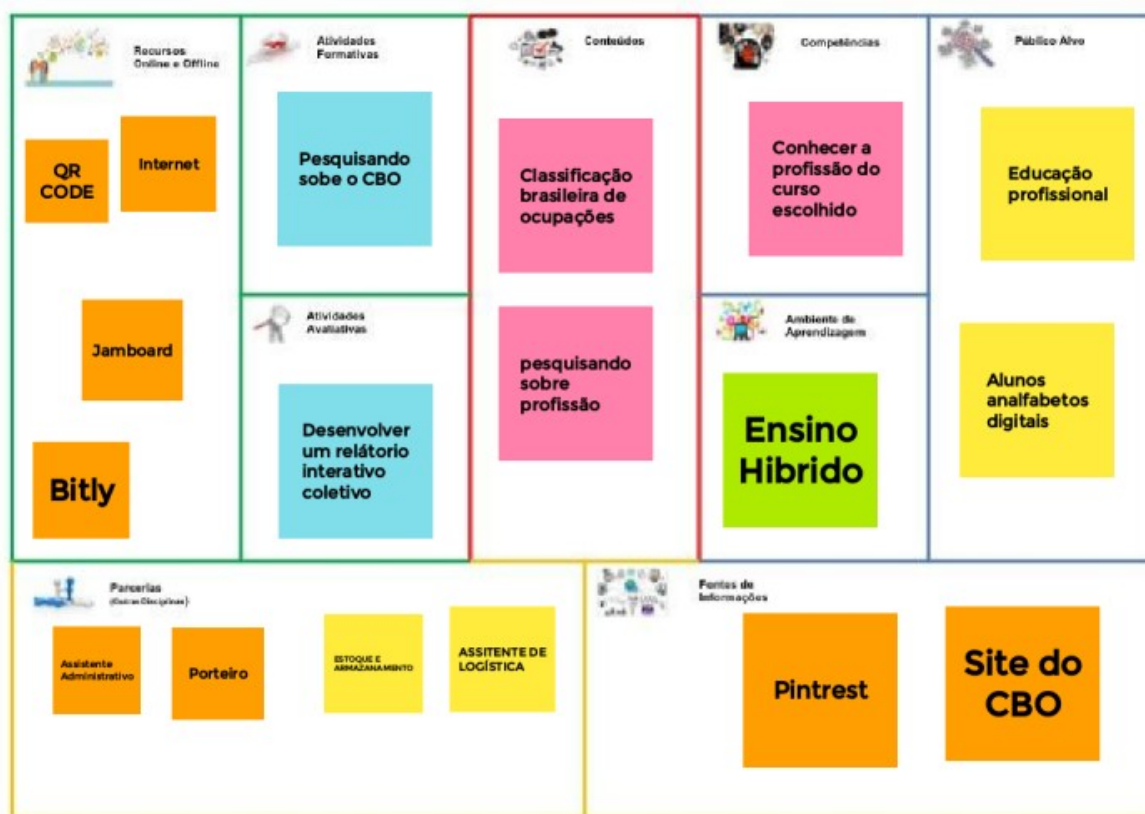 Recursos
Online e Offline
QR
CODE
Internet
Jamboard
Bitly
Atividades
Formativas
Pesquisando
sobe o CBO
Atividades
Avaliativas
Desenvolver
um relátorio
interativo
coletivo
Conteúdos
Classificação
brasileira de
ocupações
pesquisando
sobre
profissão
Competências
Conhecer a
profissão do
curso
escolhido
Ambiente de
Aprendizagem
Ensino
Hibrido
Público Alvo
Educação
profissional
Alunos
analfabetos
digitais
Parcerias
(Outras Disciplinas)
Assistente
Administrativo
Porteiro
ESTOQUE E
ARMAZANAMENTO
ASSITENTE DE
LOGÍSTICA
Fontes de
Informações
Pintrest
Site do
CBO